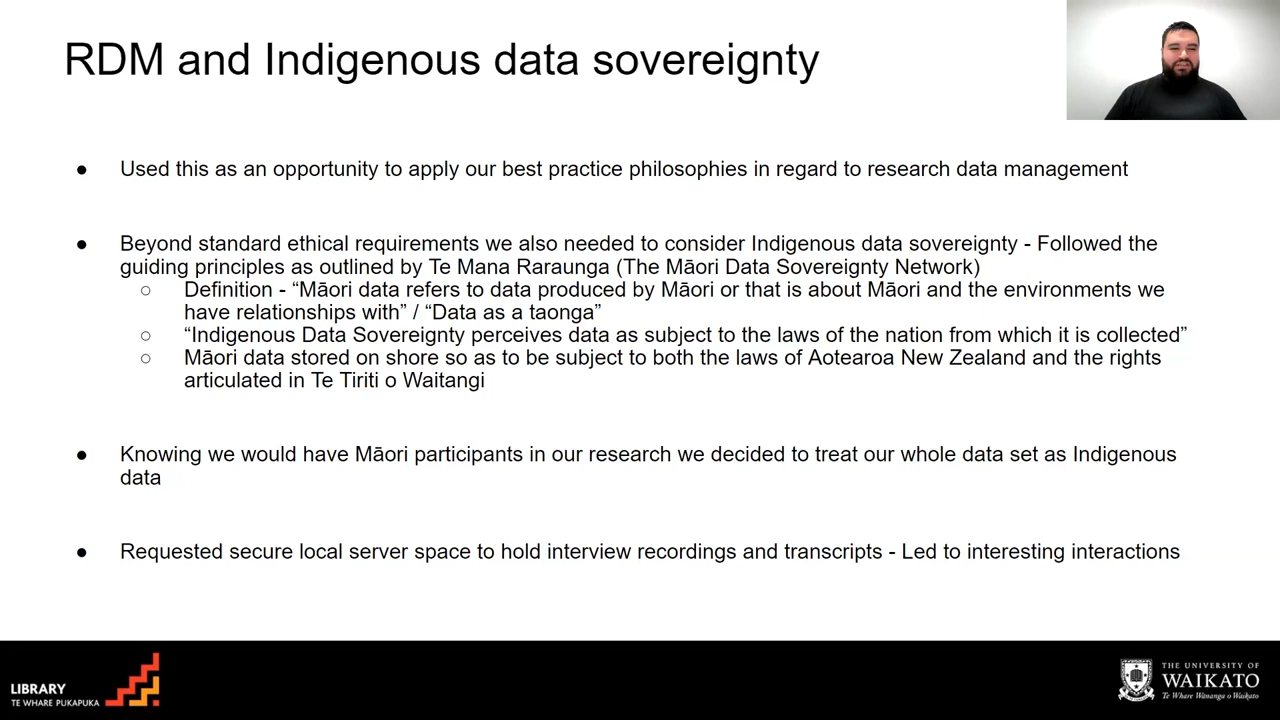 RDM and Indigenous data sovereignty
● Used this as an opportunity to apply our best practice philosophies in regard to research data management
● Beyond standard ethical requirements we also needed to consider Indigenous data sovereignty - Followed the
guiding principles as outlined by Te Mana Raraunga (The Māori Data Sovereignty Network)
○ Definition - “Māori data refers to data produced by Māori or that is about Māori and the environments we
have relationships with” / “Data as a taonga”
○ “Indigenous Data Sovereignty perceives data as subject to the laws of the nation from which it is collected”
○ Māori data stored on shore so as to be subject to both the laws of Aotearoa New Zealand and the rights
articulated in Te Tiriti o Waitangi
● Knowing we would have Māori participants in our research we decided to treat our whole data set as Indigenous
data
● Requested secure local server space to hold interview recordings and transcripts - Led to interesting interactions
LIBRARY
TE WHARE PUKAPUKA
THE UNIVERSITY OF
WAIKATO
Te Whare Wānanga o Waikato